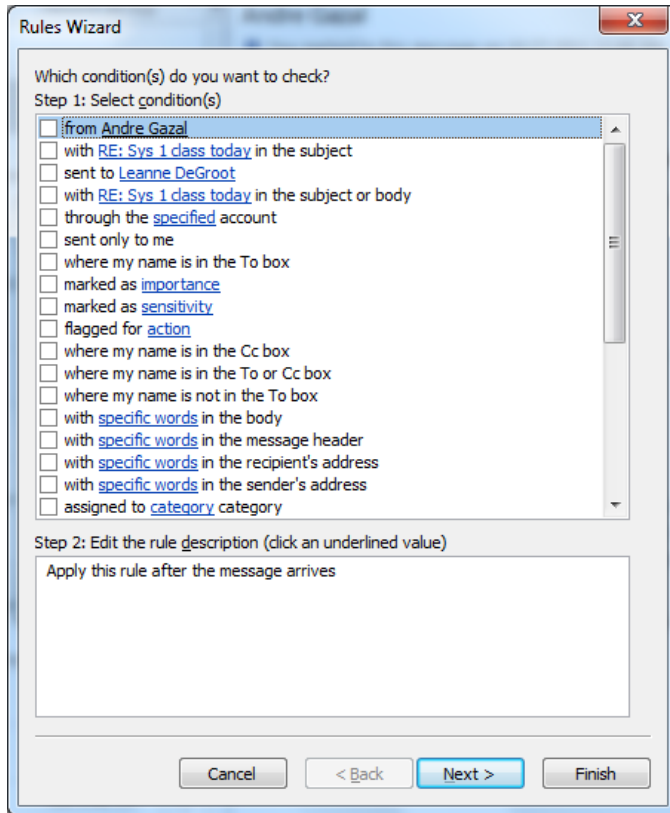 Andre Gazal
Rules Wizard
Which condition(s) do you want to check?
Step 1: Select condition(s)
from Andre Gazal
with RE: Sys 1 class today in the subject
sent to Leanne DeGroot
with RE: Sys 1 class today in the subject or body
through the specified account
sent only to me
where my name is in the To box
marked as importance
marked as sensitivity
flagged for action
where my name is in the Cc box
where my name is in the To or Cc box
where my name is not in the To box
with specific words in the body
with specific words in the message header
with specific words in the recipient's address
with specific words in the sender's address
assigned to category category
Step 2: Edit the rule description (click an underlined value)
Apply this rule after the message arrives
Cancel
< Back
Next >
Finish